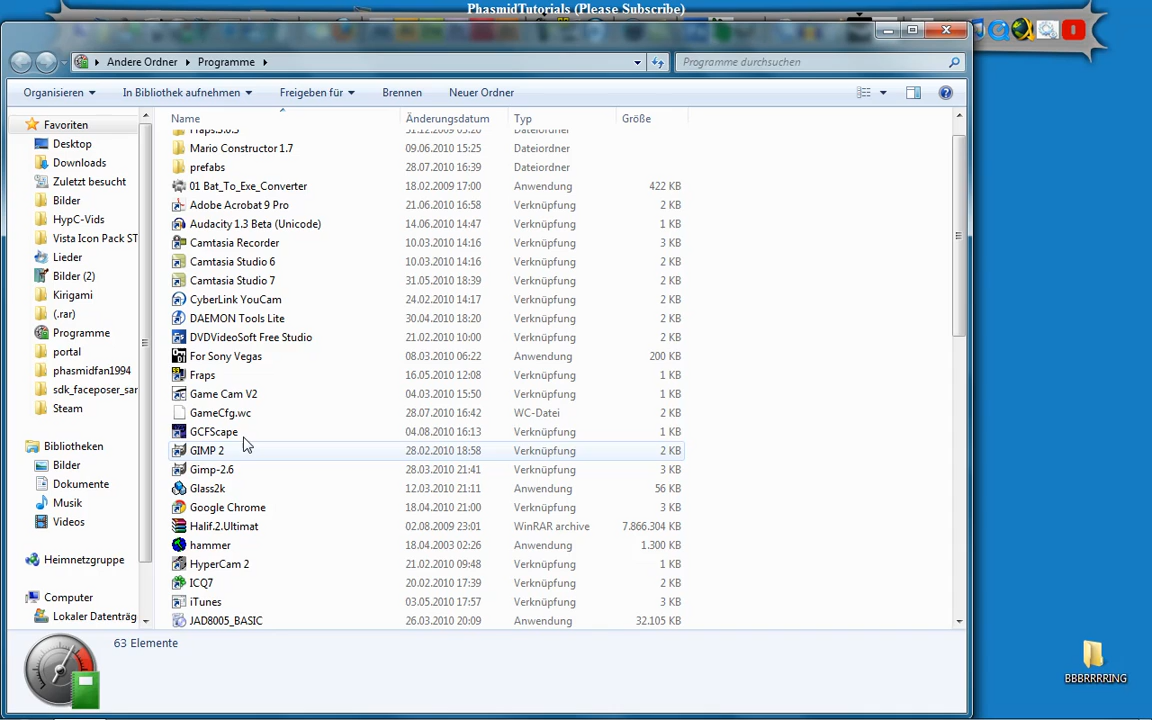 PhasmidTutorials (Please Subscribe)
Andere Ordner Programme
Programme durchsuchen
Organisieren In Bibliothek aufnehmen Freigeben für Brennen Neuer Ordner
Name Änderungsdatum Typ Größe
Favoriten
Desktop
Downloads
Zuletzt besucht
Bilder
HypC-Vids
Vista Icon Pack ST
Lieder
Bilder (2)
Kirigami
(.rar)
Programme
portal
phasmidfan1994
sdk_faceposer_sar
Steam
Bibliotheken
Bilder
Dokumente
Musik
Videos
Heimnetzgruppe
Computer
Lokaler Datenträg
Fraps.3.0.3 31.12.2009 03:20 Dateiordner
Mario Constructor 1.7 09.06.2010 15:25 Dateiordner
prefabs 28.07.2010 16:39 Dateiordner
01 Bat_To_Exe_Converter 18.02.2009 17:00 Anwendung 422 KB
Adobe Acrobat 9 Pro 21.06.2010 16:58 Verknüpfung 2 KB
Audacity 1.3 Beta (Unicode) 14.06.2010 14:47 Verknüpfung 1 KB
Camtasia Recorder 10.03.2010 14:16 Verknüpfung 3 KB
Camtasia Studio 6 10.03.2010 14:16 Verknüpfung 2 KB
Camtasia Studio 7 31.05.2010 18:39 Verknüpfung 2 KB
CyberLink YouCam 24.02.2010 14:17 Verknüpfung 2 KB
DAEMON Tools Lite 30.04.2010 18:20 Verknüpfung 2 KB
DVDVideoSoft Free Studio 21.02.2010 10:00 Verknüpfung 2 KB
For Sony Vegas 08.03.2010 06:22 Anwendung 200 KB
Fraps 16.05.2010 12:08 Verknüpfung 1 KB
Game Cam V2 04.03.2010 15:50 Verknüpfung 1 KB
GameCfg.wc 28.07.2010 16:42 WC-Datei 2 KB
GCFScape 04.08.2010 16:13 Verknüpfung 1 KB
GIMP 2 28.02.2010 18:58 Verknüpfung 2 KB
Gimp-2.6 28.03.2010 21:41 Verknüpfung 3 KB
Glass2k 12.03.2010 21:11 Anwendung 56 KB
Google Chrome 18.04.2010 21:00 Verknüpfung 3 KB
Half.2.Ultimat 02.08.2009 23:01 WinRAR archive 7.866.304 KB
hammer 18.04.2003 02:26 Anwendung 1.300 KB
HyperCam 2 21.02.2010 09:48 Verknüpfung 1 KB
ICQ7 20.02.2010 17:39 Verknüpfung 2 KB
iTunes 03.05.2010 17:57 Verknüpfung 3 KB
JAD8005_BASIC 26.03.2010 20:09 Anwendung 32.105 KB
63 Elemente
BBBRRRRING